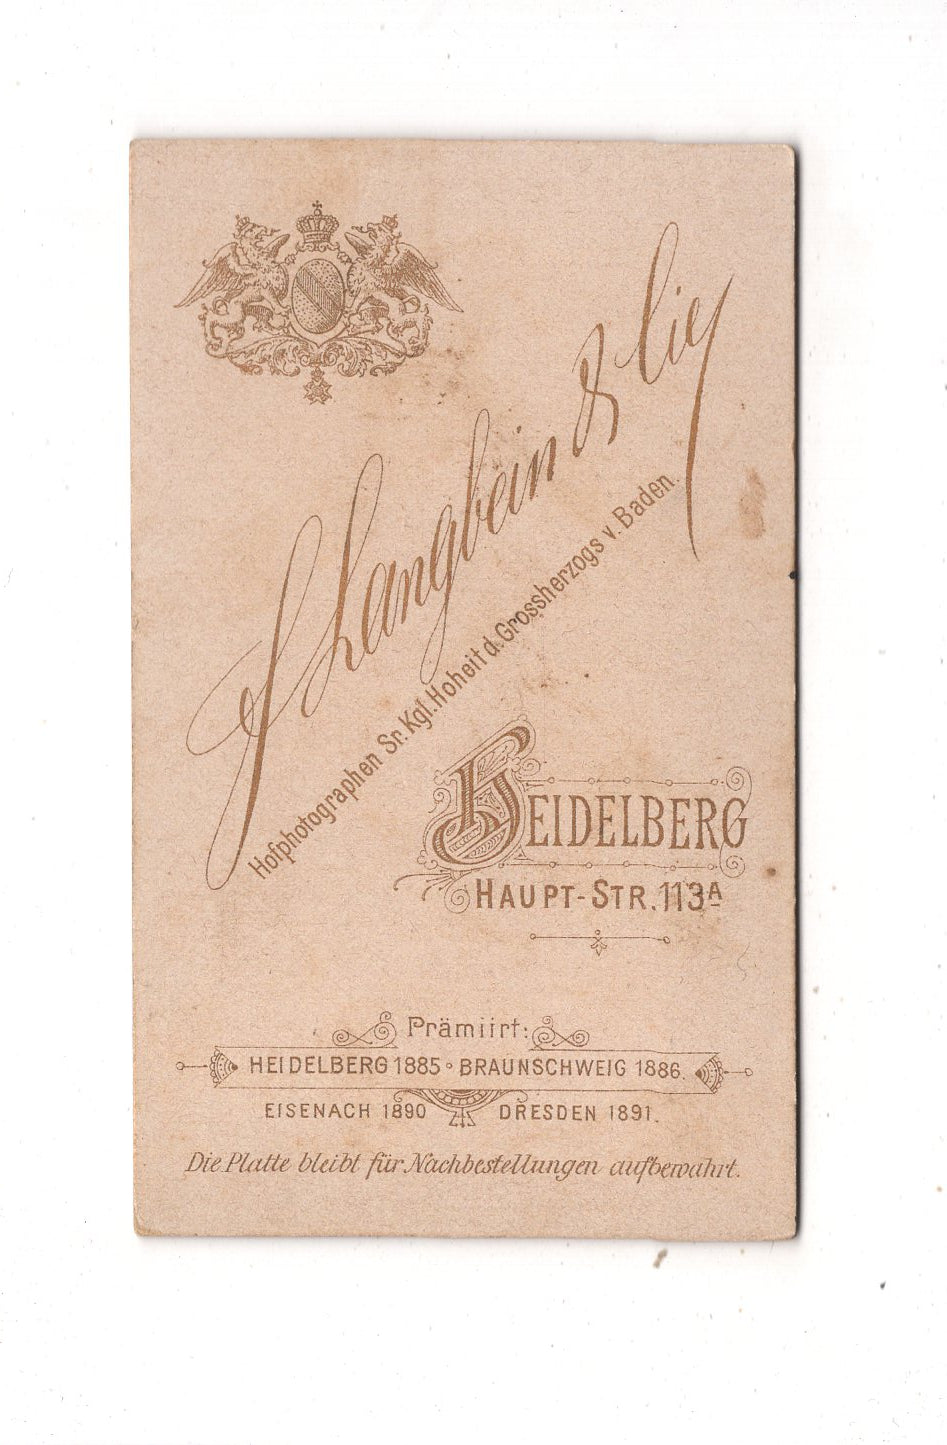 J Langbein & Cie
Hofphotographen Sr. Kgl. Hoheit d. Grossherzogs v. Baden.
HEIDELBERG
HAUPT-STR. 113A
Prämiirt:
HEIDELBERG 1885 ° BRAUNSCHWEIG 1886.
EISENACH 1890 DRESDEN 1891.
Die Platte bleibt für Nachbestellungen aufbewahrt.